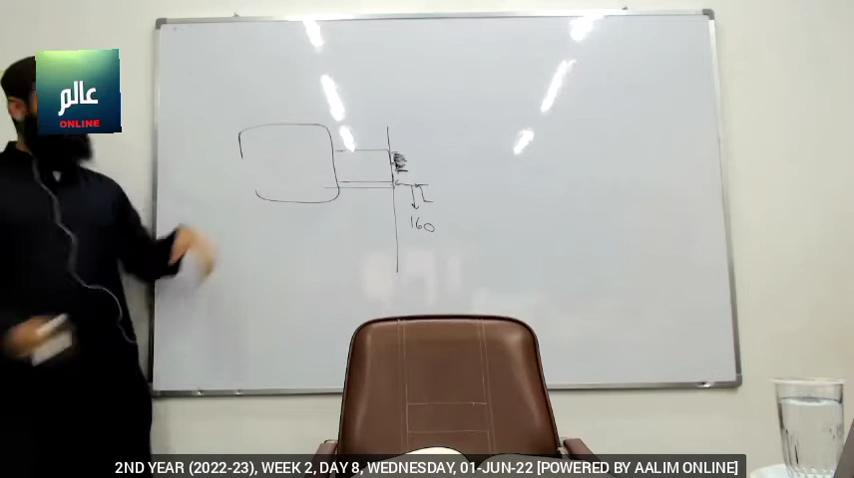 عالم
ONLINE
160
2ND YEAR (2022-23), WEEK 2, DAY 8, WEDNESDAY, 01-JUN-22 [POWERED BY AALIM ONLINE]